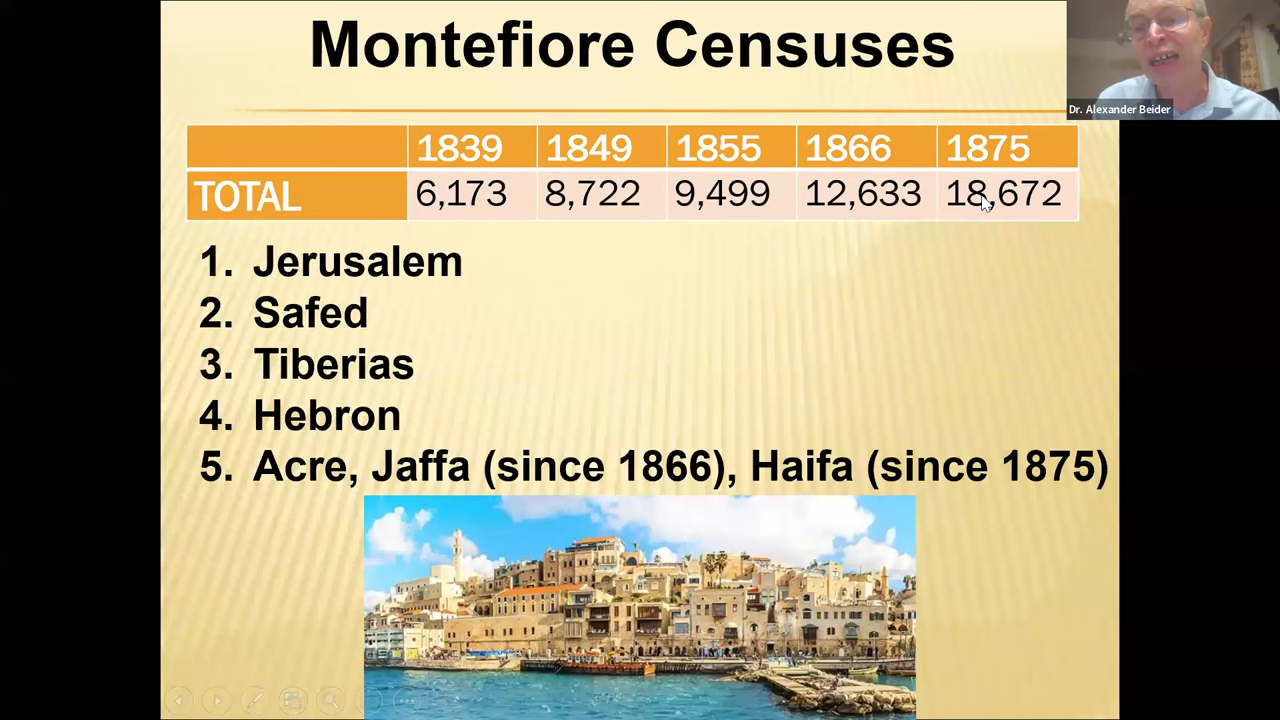 Montefiore Censuses
Dr. Alexander Beider
1839 1849 1855 1866 1875
TOTAL 6,173 8,722 9,499 12,633 18,672
1. Jerusalem
2. Safed
3. Tiberias
4. Hebron
5. Acre, Jaffa (since 1866), Haifa (since 1875)